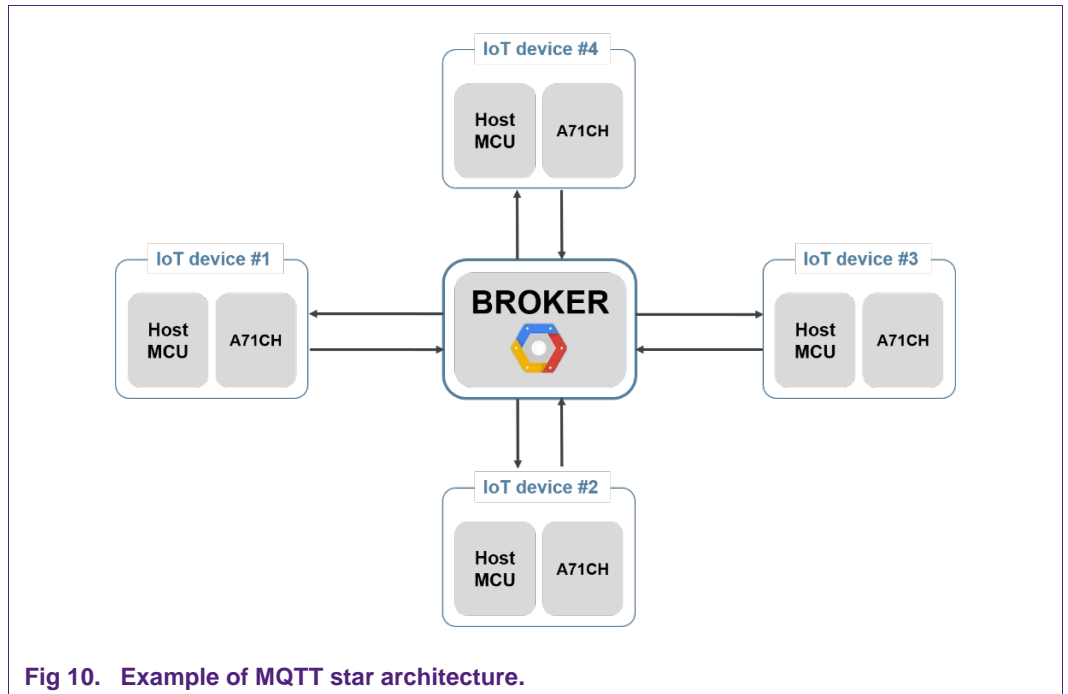 IoT device #4
Host
MCU
A71CH
IoT device #1
Host
MCU
A71CH
BROKER
IoT device #3
Host
MCU
A71CH
IoT device #2
Host
MCU
A71CH
Fig 10. Example of MQTT star architecture.